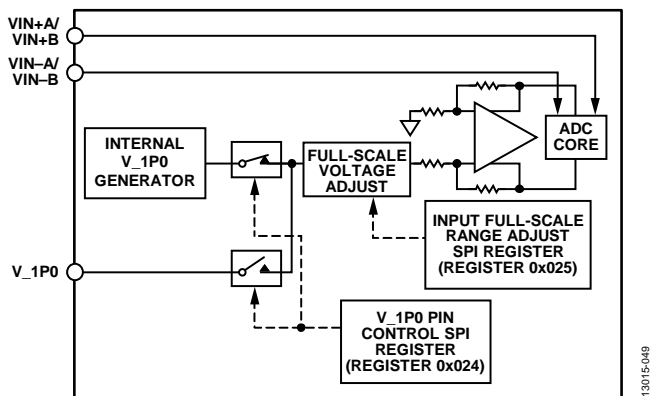 VIN+A/
VIN+B
VIN–A/
VIN–B
INTERNAL
V_1P0
GENERATOR
FULL-SCALE
VOLTAGE
ADJUST
ADC
CORE
INPUT FULL-SCALE
RANGE ADJUST
SPI REGISTER
(REGISTER 0x025)
V_1P0
V_1P0 PIN
CONTROL SPI
REGISTER
(REGISTER 0x024)
13015-049